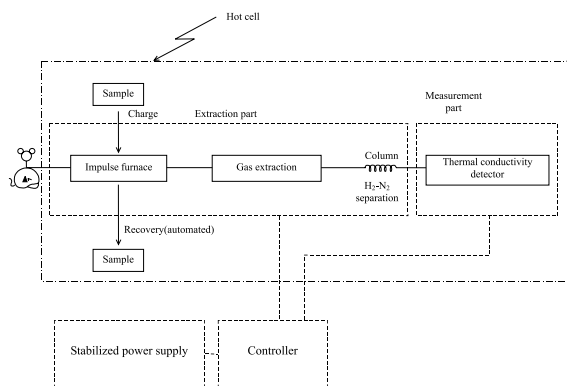 Hot cell
Sample
Charge
Extraction part
Measurement
part
Impulse furnace
Gas extraction
Column
H₂-N₂
separation
Thermal conductivity
detector
Recovery(automated)
Sample
Stabilized power supply
Controller